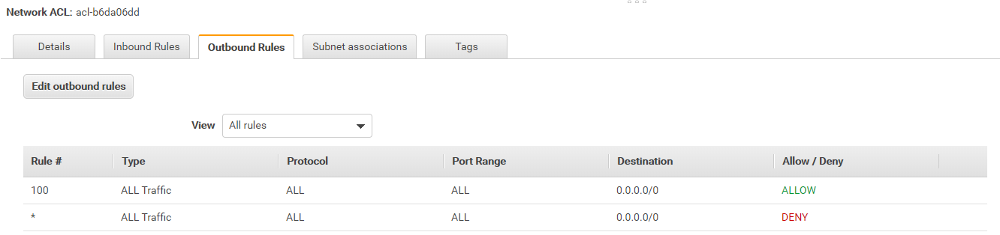 Network ACL: acl-b6da06dd
Details Inbound Rules Outbound Rules Subnet associations Tags
Edit outbound rules
View All rules
Rule # Type Protocol Port Range Destination Allow / Deny
100 ALL Traffic ALL ALL 0.0.0.0/0 ALLOW
* ALL Traffic ALL ALL 0.0.0.0/0 DENY